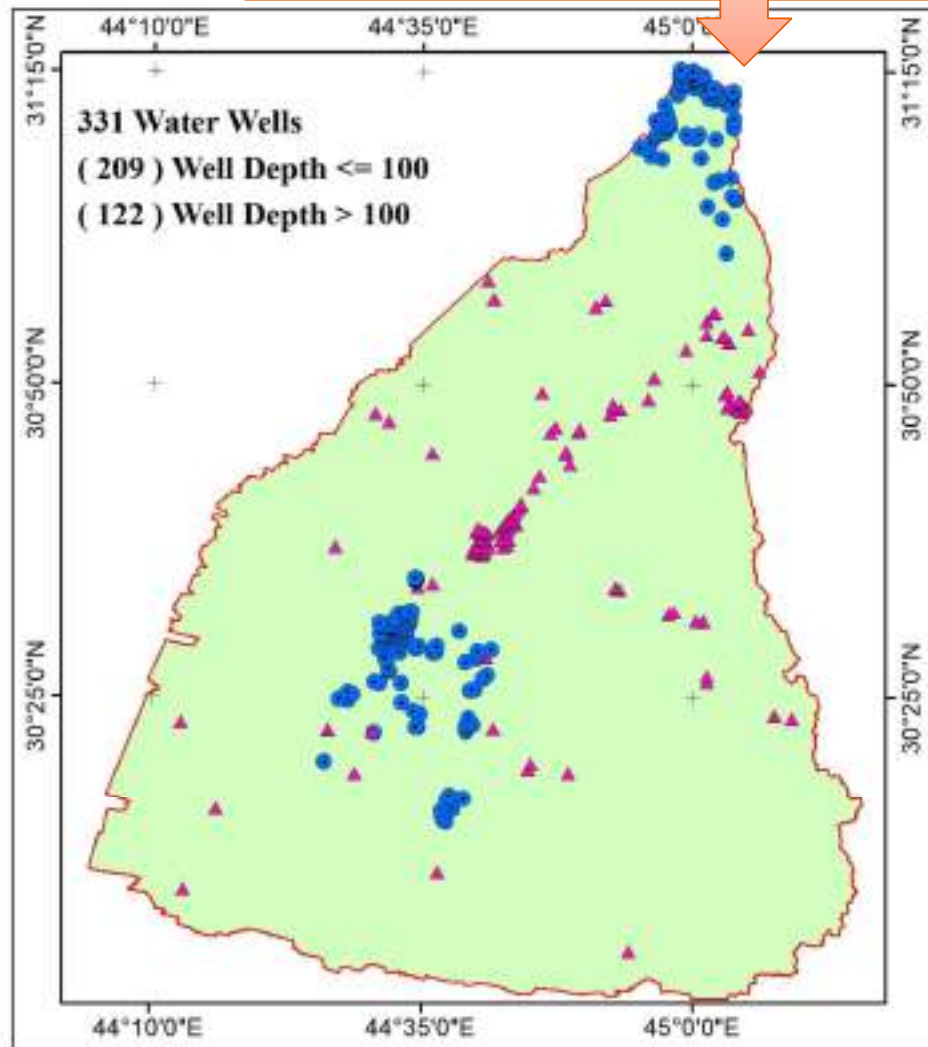 44°10'0"E 44°35'0"E 45°0'0"E
31°15'0"N 31°15'0"N
331 Water Wells
( 209 ) Well Depth <= 100
( 122 ) Well Depth > 100
30°50'0"N 30°50'0"N
30°25'0"N 30°25'0"N
44°10'0"E 44°35'0"E 45°0'0"E